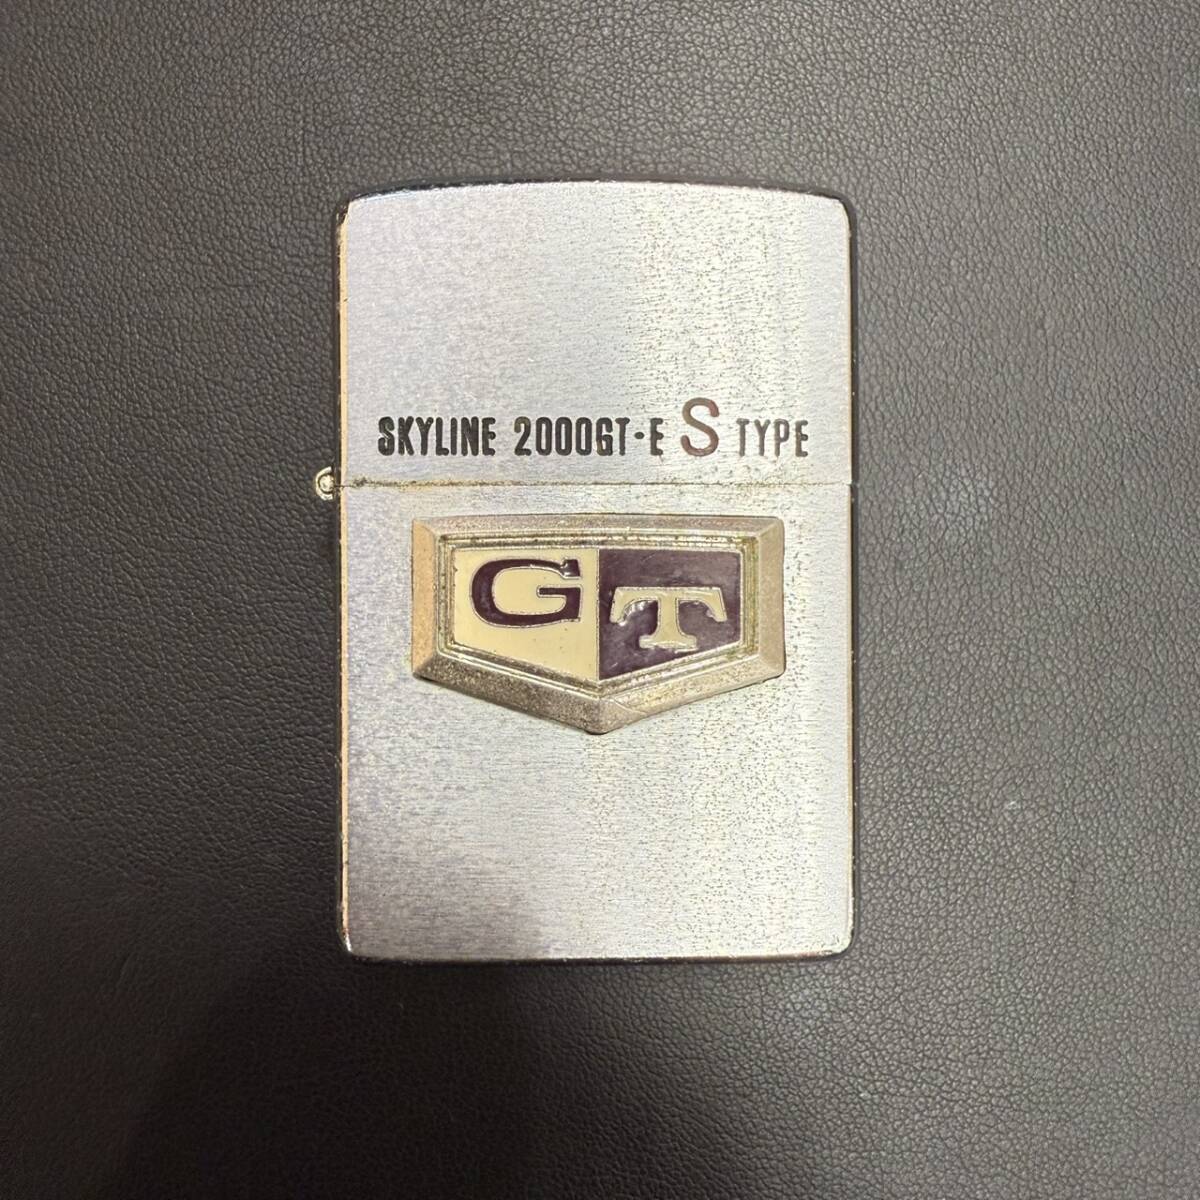 SKYLINE 2000GT・E S TYPE
GT